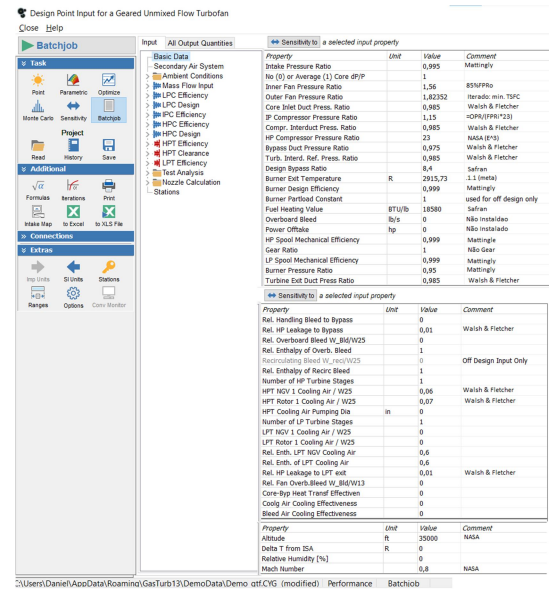 Design Point Input for a Geared Unmixed Flow Turbofan
Close Help
Batchjob
Task
Point Parametric Optimize
Monte Carlo Sensitivity Batchjob
Project
Read History Save
Additional
Formulas Iterations Print
Intake Map to Excel to XLS File
Connections
Extras
Imp Units SI Units Stations
Ranges Options Conv Monitor
Input All Output Quantities
Basic Data
Secondary Air System
Ambient Conditions
Mass Flow Input
LPC Efficiency
LPC Design
IPC Efficiency
HPC Efficiency
HPC Design
HPT Efficiency
HPT Clearance
LPT Efficiency
Test Analysis
Nozzle Calculation
Stations
Sensitivity to a selected input property
Property Unit Value Comment
Intake Pressure Ratio 0,995 Mattingly
No (0) or Average (1) Core dP/P 1
Inner Fan Pressure Ratio 1,56 85%FPRo
Outer Fan Pressure Ratio 1,82352 Iterado: min. TSFC
Core Inlet Duct Press. Ratio 0,985 Walsh & Fletcher
IP Compressor Pressure Ratio 1,15 =OPR/(FPRi*23)
Compr. Interduct Press. Ratio 0,985 Walsh & Fletcher
HP Compressor Pressure Ratio 23 NASA (E^3)
Bypass Duct Pressure Ratio 0,975 Walsh & Fletcher
Turb. Interd. Ref. Press. Ratio 0,985 Walsh & Fletcher
Design Bypass Ratio 8,4 Safran
Burner Exit Temperature R 2915,73 .1.1 (meta)
Burner Design Efficiency 0,999 Mattingly
Burner Partload Constant 1 used for off design only
Fuel Heating Value BTU/lb 18580 Safran
Overboard Bleed lb/s 0 Não Instaldao
Power Offtake hp 0 Não Instalado
HP Spool Mechanical Efficiency 0,999 Mattingle
Gear Ratio 1 Não Gear
LP Spool Mechanical Efficiency 0,999 Mattingly
Burner Pressure Ratio 0,95 Mattingly
Turbine Exit Duct Press Ratio 0,985 Walsh & Fletcher
Sensitivity to a selected input property
Property Unit Value Comment
Rel. Handling Bleed to Bypass 0
Rel. HP Leakage to Bypass 0,01 Walsh & Fletcher
Rel. Overboard Bleed W_Bld/W25 0
Rel. Enthalpy of Overb. Bleed 1
Recirculating Bleed W_reci/W25 0 Off Design Input Only
Rel. Enthalpy of Recirc Bleed 1
Number of HP Turbine Stages 1
HPT NGV 1 Cooling Air / W25 0,06 Walsh & Fletcher
HPT Rotor 1 Cooling Air / W25 0,07 Walsh & Fletcher
HPT Cooling Air Pumping Dia in 0
Number of LP Turbine Stages 1
LPT NGV 1 Cooling Air / W25 0
LPT Rotor 1 Cooling Air / W25 0
Rel. Enth. LPT NGV Cooling Air 0,6
Rel. Enth. of LPT Cooling Air 0,6
Rel. HP Leakage to LPT exit 0,01 Walsh & Fletcher
Rel. Fan Overb.Bleed W_Bld/W13 0
Core-Byp Heat Transf Effectiven 0
Coolg Air Cooling Effectiveness 0
Bleed Air Cooling Effectiveness 0
Property Unit Value Comment
Altitude ft 35000 NASA
Delta T from ISA R 0
Relative Humidity [%] 0
Mach Number 0,8 NASA
C:\Users\Daniel\AppData\Roaming\GasTurb13\DemoData\Demo_gtf.CYG (modified) Performance Batchjob